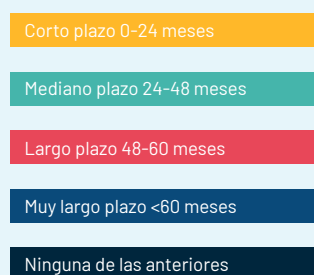 Corto plazo 0-24 meses
Mediano plazo 24-48 meses
Largo plazo 48-60 meses
Muy largo plazo <60 meses
Ninguna de las anteriores